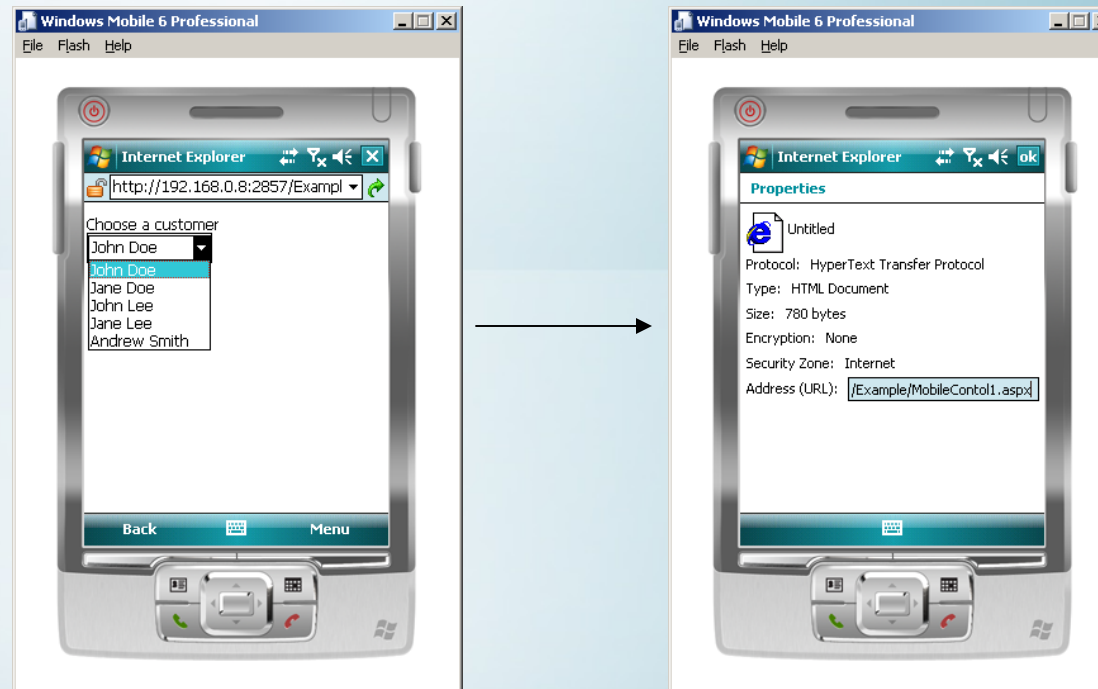 Windows Mobile 6 Professional
File Flash Help
Internet Explorer
http://192.168.0.8:2857/Exampl
Choose a customer
John Doe
John Doe
Jane Doe
John Lee
Jane Lee
Andrew Smith
Back Menu
Windows Mobile 6 Professional
File Flash Help
Internet Explorer ok
Properties
Untitled
Protocol: HyperText Transfer Protocol
Type: HTML Document
Size: 780 bytes
Encryption: None
Security Zone: Internet
Address (URL): /Example/MobileContol1.aspx